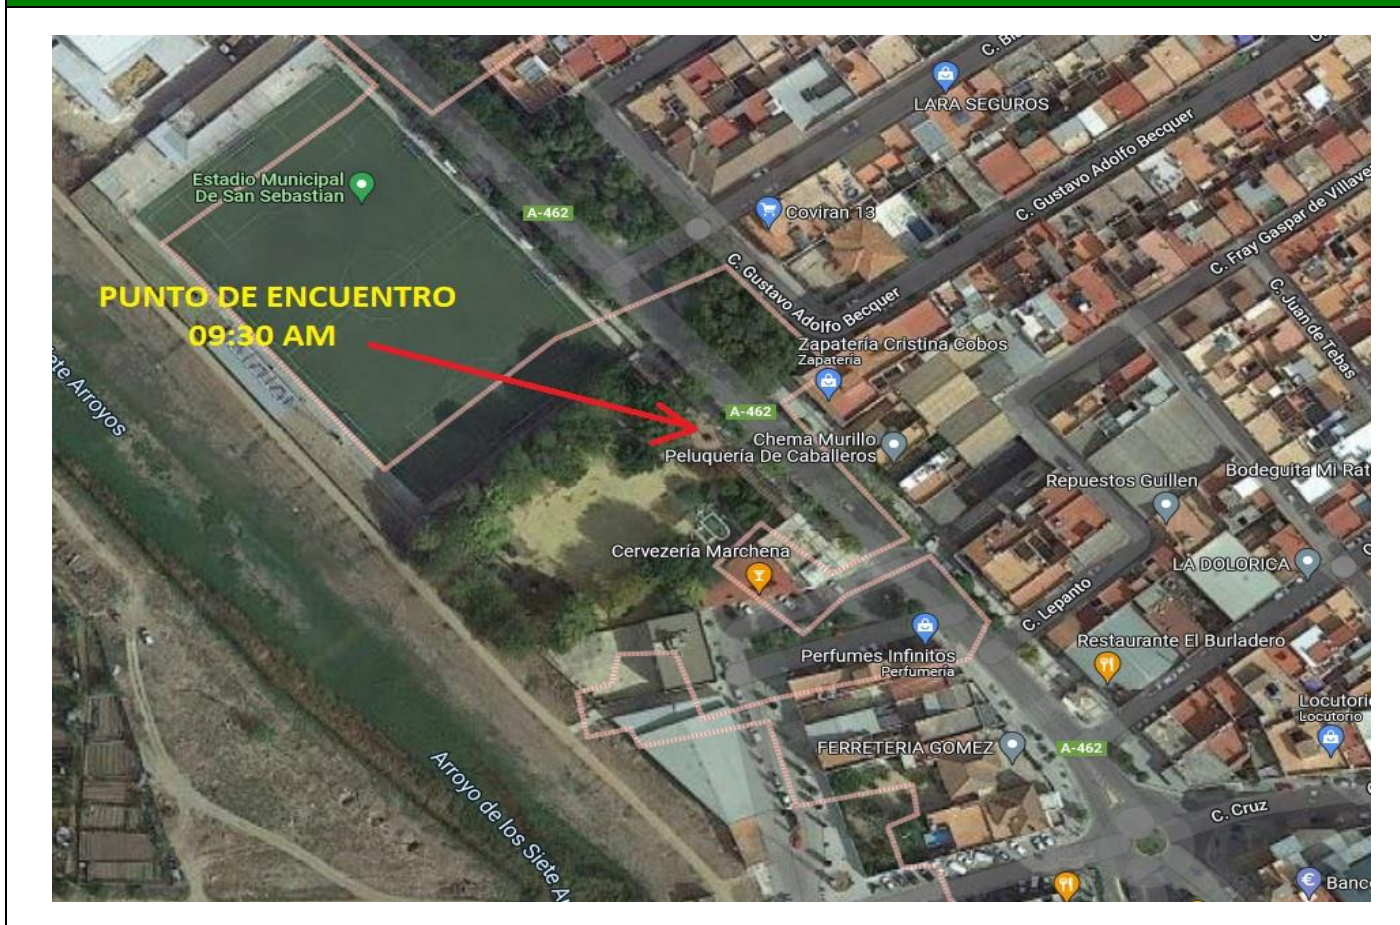 C. Bl
LARA SEGUROS
Estadio Municipal
De San Sebastian
A-462
Coviran 13
C. Gustavo Adolfo Becquer
C. Fray Gaspar de Villave
C. Juan de Tebas
PUNTO DE ENCUENTRO
09:30 AM
C. Gustavo Adolfo Becquer
Zapatería Cristina Cobos
Zapatería
ete Arroyos
A-462
Chema Murillo
Peluquería De Caballeros
Repuestos Guillen
Bodeguita Mi Rat
Cervezería Marchena
LA DOLORICA
C. Lepanto
Perfumes Infinitos
Perfumería
Restaurante El Burladero
Locutorio
Locutorio
FERRETERIA GOMEZ
A-462
Arroyo de los Siete A
C. Cruz
Banc